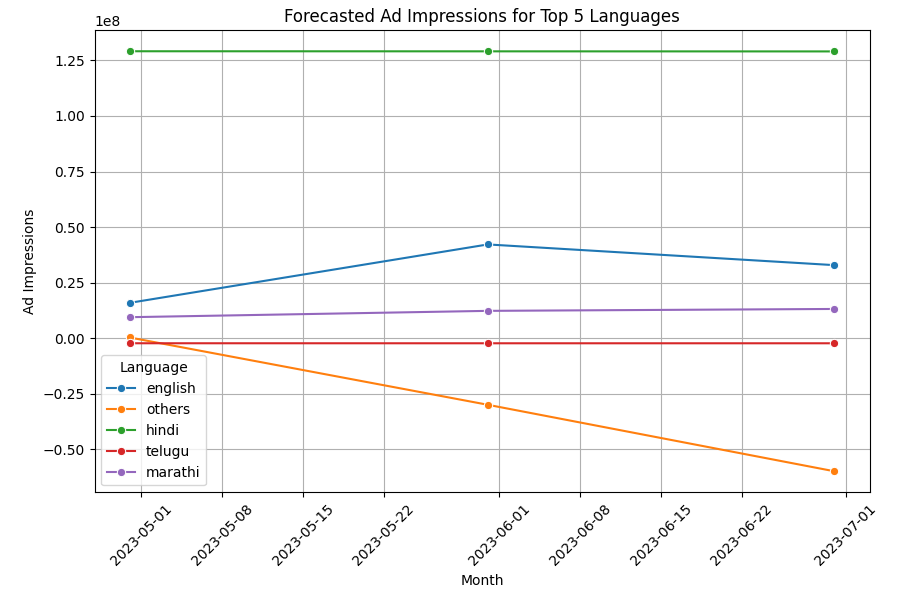 Forecasted Ad Impressions for Top 5 Languages
1e8
1.25
1.00
0.75
0.50
0.25
0.00
−0.25
−0.50
Ad Impressions
Language
english
others
hindi
telugu
marathi
2023-05-01
2023-05-08
2023-05-15
2023-05-22
2023-06-01
2023-06-08
2023-06-15
2023-06-22
2023-07-01
Month